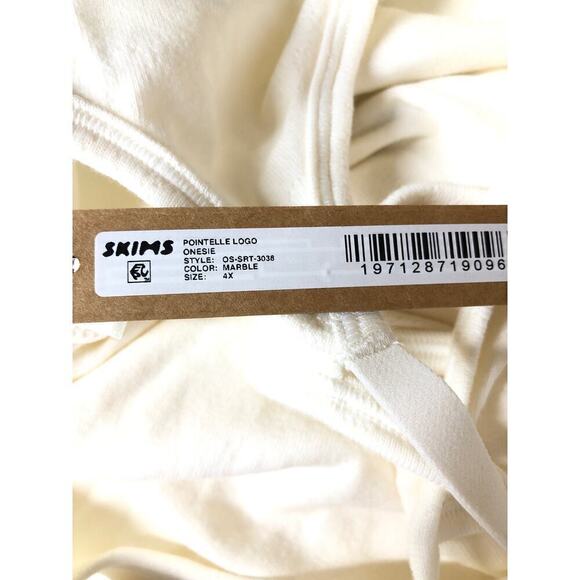 SKIMS
POINTELLE LOGO
ONESIE
STYLE: OS-SRT-3038
COLOR: MARBLE
SIZE: 4X
197128719096